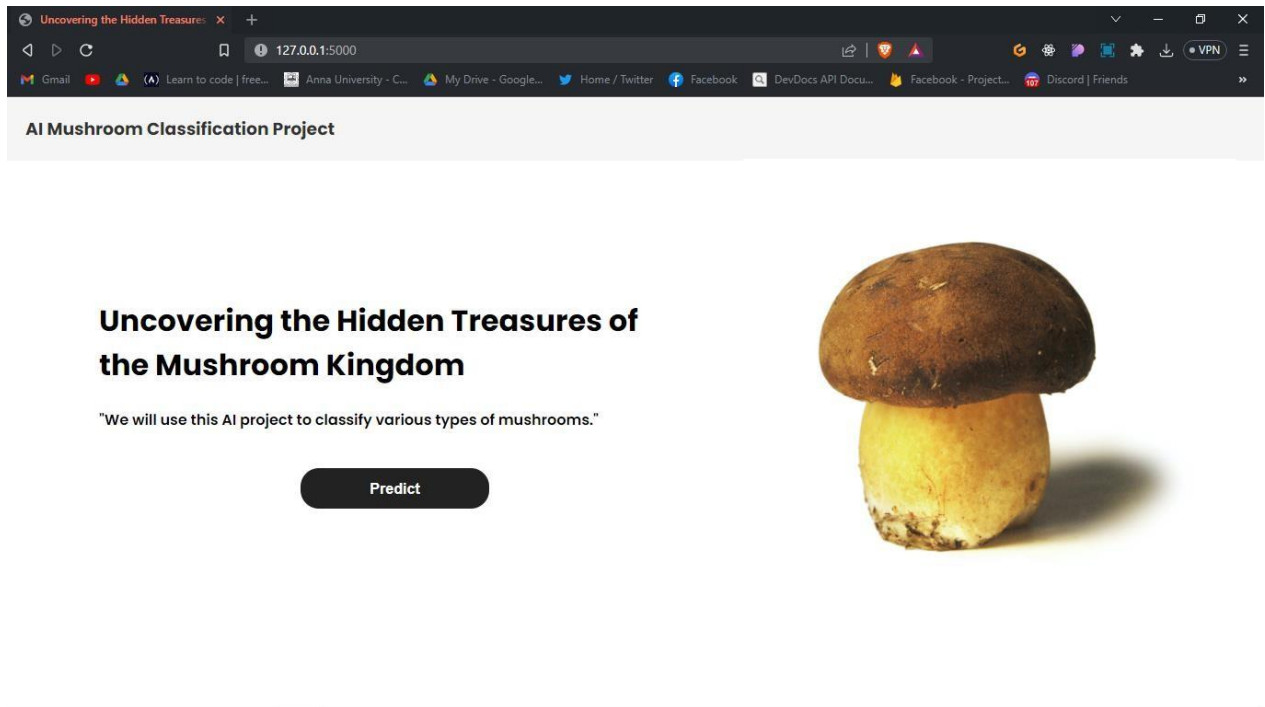 Uncovering the Hidden Treasures
127.0.0.1:5000
VPN
Gmail
Learn to code | free...
Anna University - C...
My Drive - Google...
Home / Twitter
Facebook
DevDocs API Docu...
Facebook - Project...
107
Discord | Friends
AI Mushroom Classification Project
Uncovering the Hidden Treasures of
the Mushroom Kingdom
"We will use this AI project to classify various types of mushrooms."
Predict